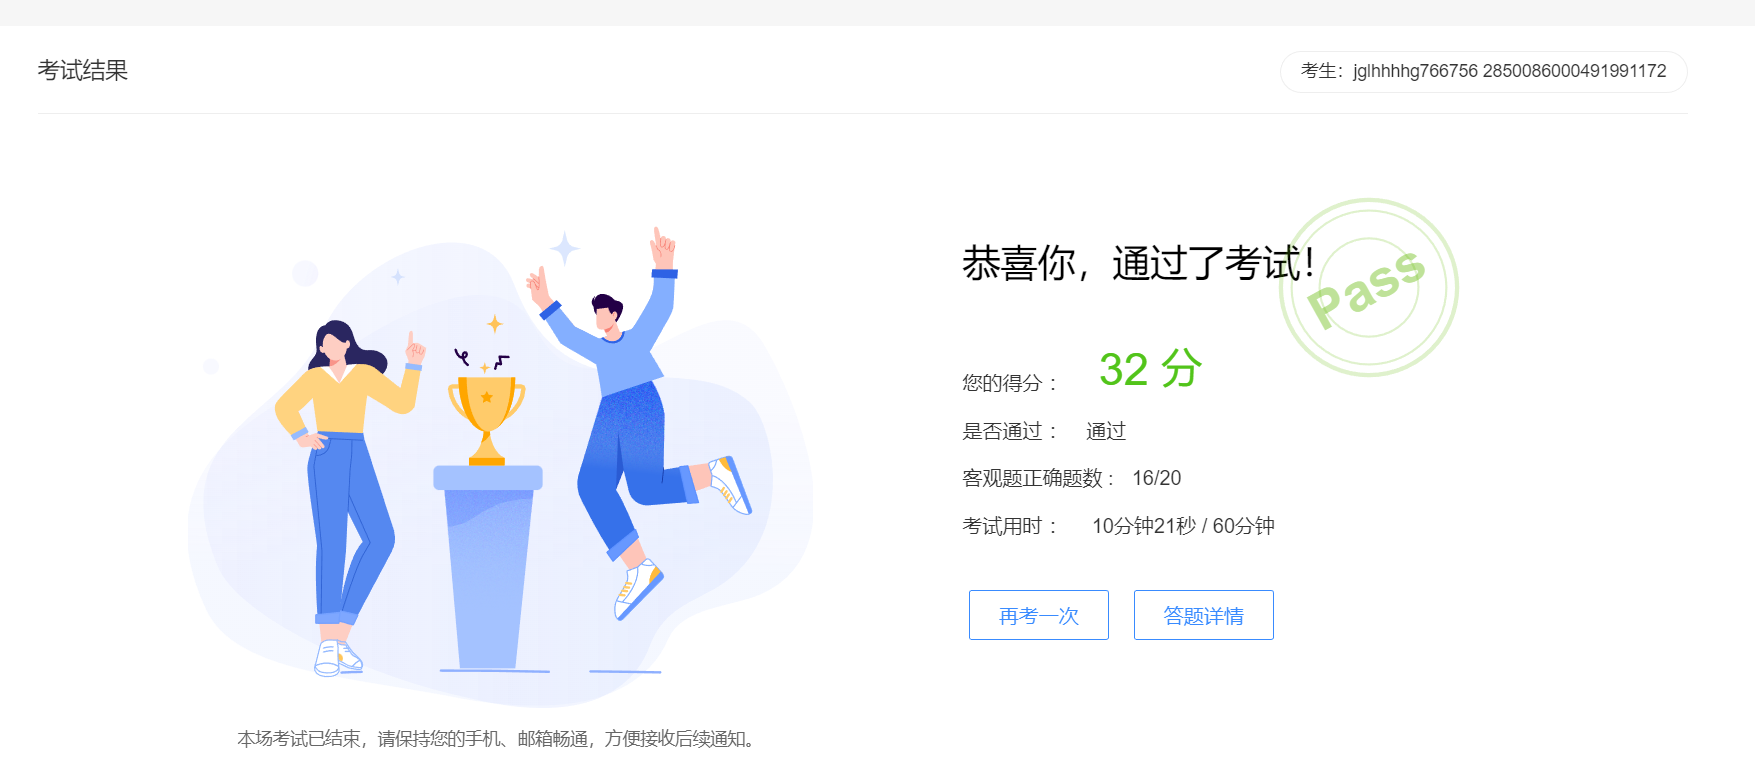 考试结果
考生：jglhhhhg766756 2850086000491991172
恭喜你，通过了考试！
Pass
您的得分： 32 分
是否通过： 通过
客观题正确题数： 16/20
考试用时： 10分钟21秒 / 60分钟
再考一次 答题详情
本场考试已结束，请保持您的手机、邮箱畅通，方便接收后续通知。